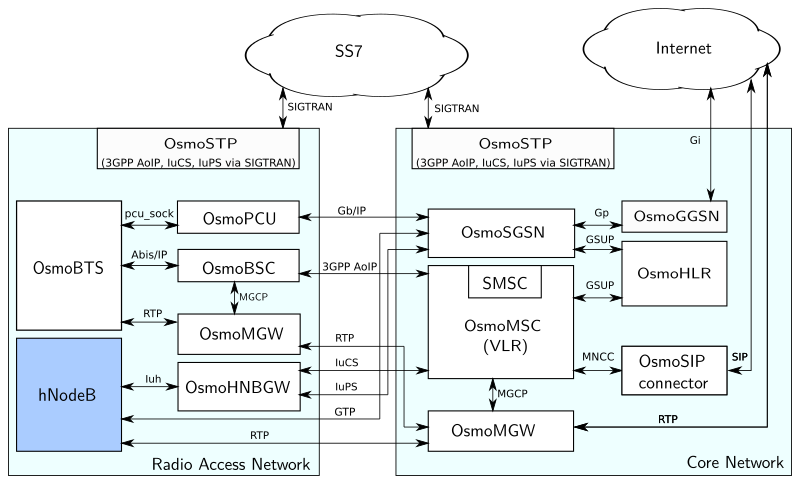 SS7
Internet
SIGTRAN
SIGTRAN
OsmoSTP
(3GPP AoIP, IuCS, IuPS via SIGTRAN)
OsmoSTP
(3GPP AoIP, IuCS, IuPS via SIGTRAN)
Gi
pcu_sock
OsmoPCU
Gb/IP
OsmoSGSN
Gp
OsmoGGSN
GSUP
OsmoBTS
Abis/IP
OsmoBSC
3GPP AoIP
SMSC
OsmoHLR
MGCP
GSUP
RTP
OsmoMGW
RTP
OsmoMSC
(VLR)
MNCC
OsmoSIP
connector
SIP
hNodeB
Iuh
OsmoHNBGW
IuCS
IuPS
MGCP
GTP
RTP
OsmoMGW
RTP
Radio Access Network
Core Network